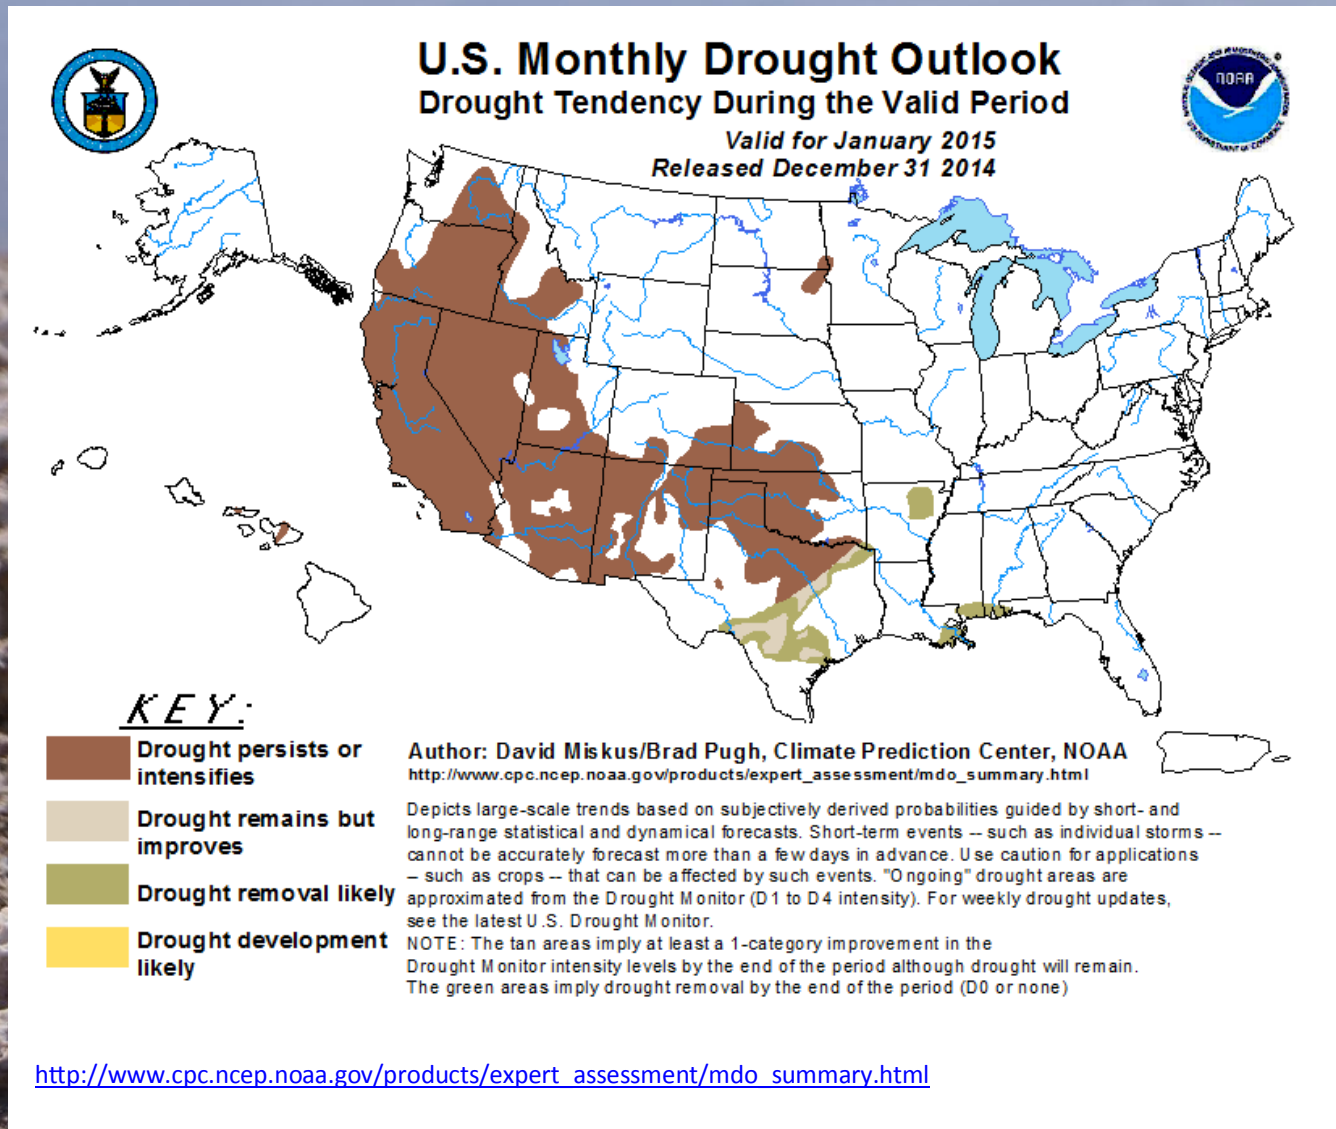 U.S. Monthly Drought Outlook
Drought Tendency During the Valid Period
Valid for January 2015
Released December 31 2014
NOAA
KEY:
Drought persists or
intensifies
Drought remains but
improves
Drought removal likely
Drought development
likely
Author: David Miskus/Brad Pugh, Climate Prediction Center, NOAA
http://www.cpc.ncep.noaa.gov/products/expert_assessment/mdo_summary.html
Depicts large-scale trends based on subjectively derived probabilities guided by short- and
long-range statistical and dynamical forecasts. Short-term events -- such as individual storms --
cannot be accurately forecast more than a few days in advance. Use caution for applications
-- such as crops -- that can be affected by such events. "Ongoing" drought areas are
approximated from the Drought Monitor (D1 to D4 intensity). For weekly drought updates,
see the latest U.S. Drought Monitor.
NOTE: The tan areas imply at least a 1-category improvement in the
Drought Monitor intensity levels by the end of the period although drought will remain.
The green areas imply drought removal by the end of the period (D0 or none)
http://www.cpc.ncep.noaa.gov/products/expert_assessment/mdo_summary.html